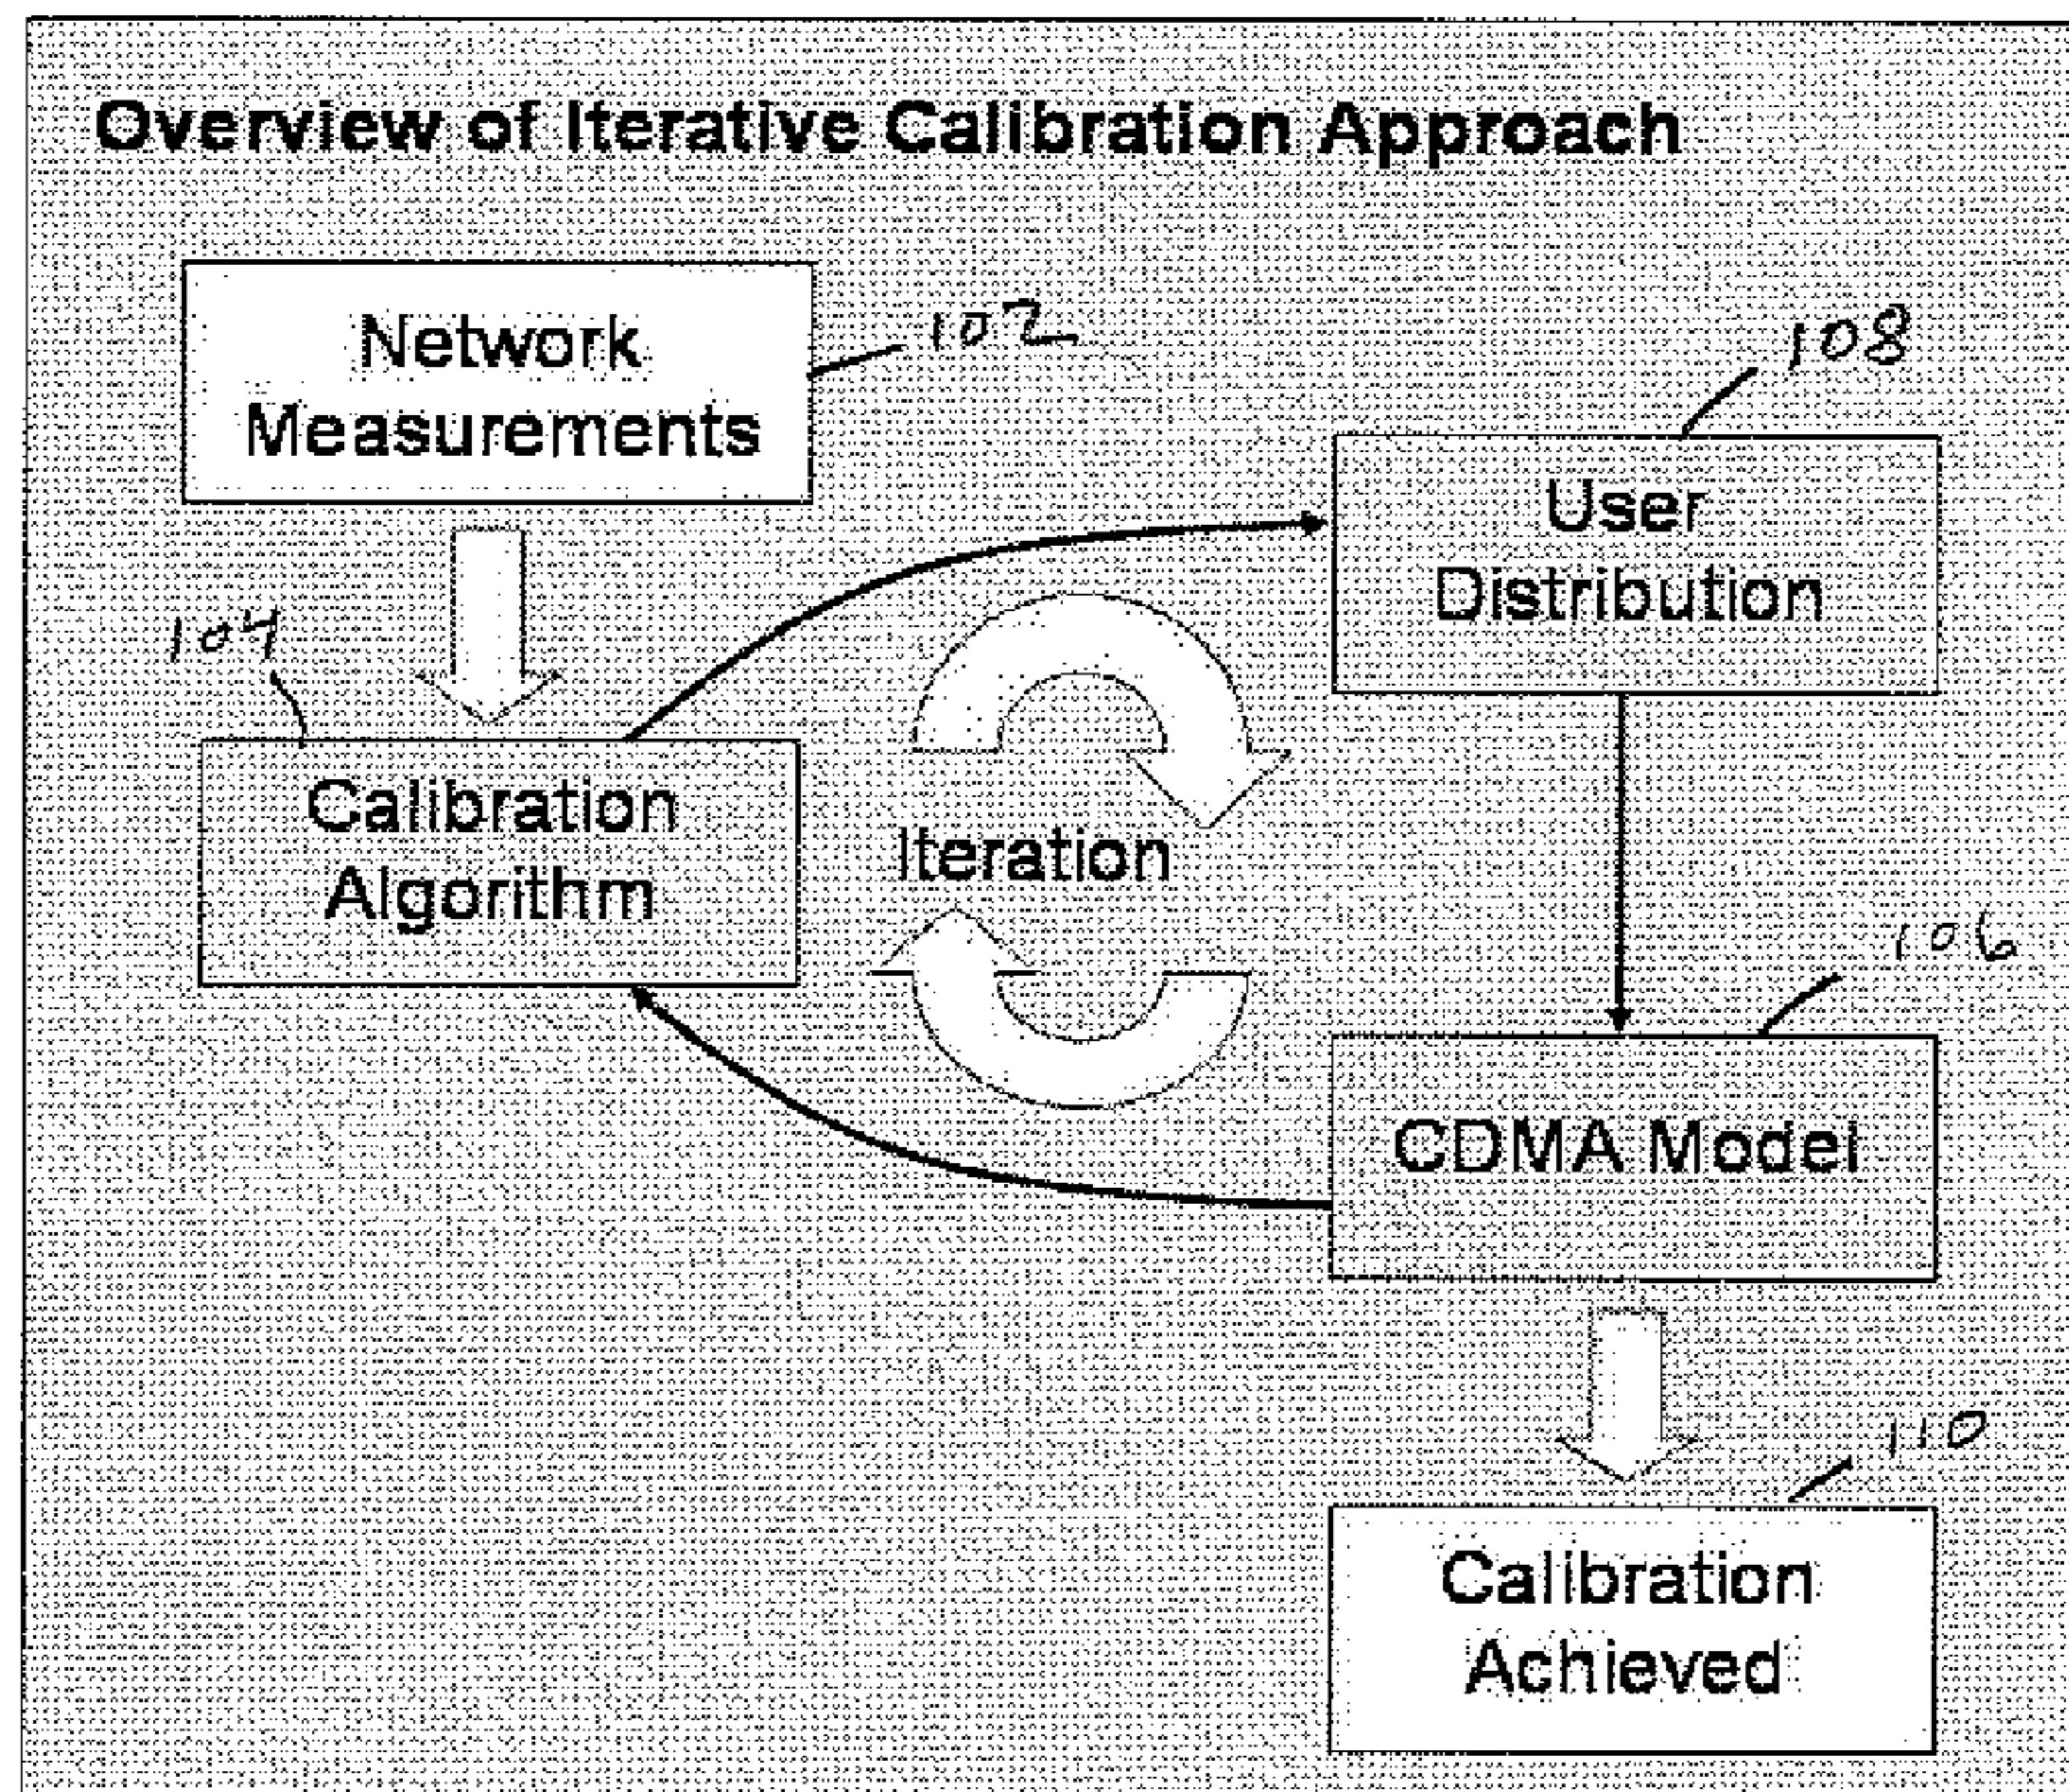 Overview of Iterative Calibration Approach
Network
Measurements
102
108
User
Distribution
104
Calibration
Algorithm
Iteration
106
CDMA Model
110
Calibration
Achieved